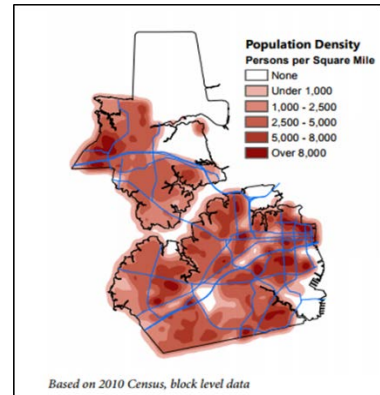 Population Density
Persons per Square Mile
None
Under 1,000
1,000 - 2,500
2,500 - 5,000
5,000 - 8,000
Over 8,000
Based on 2010 Census, block level data